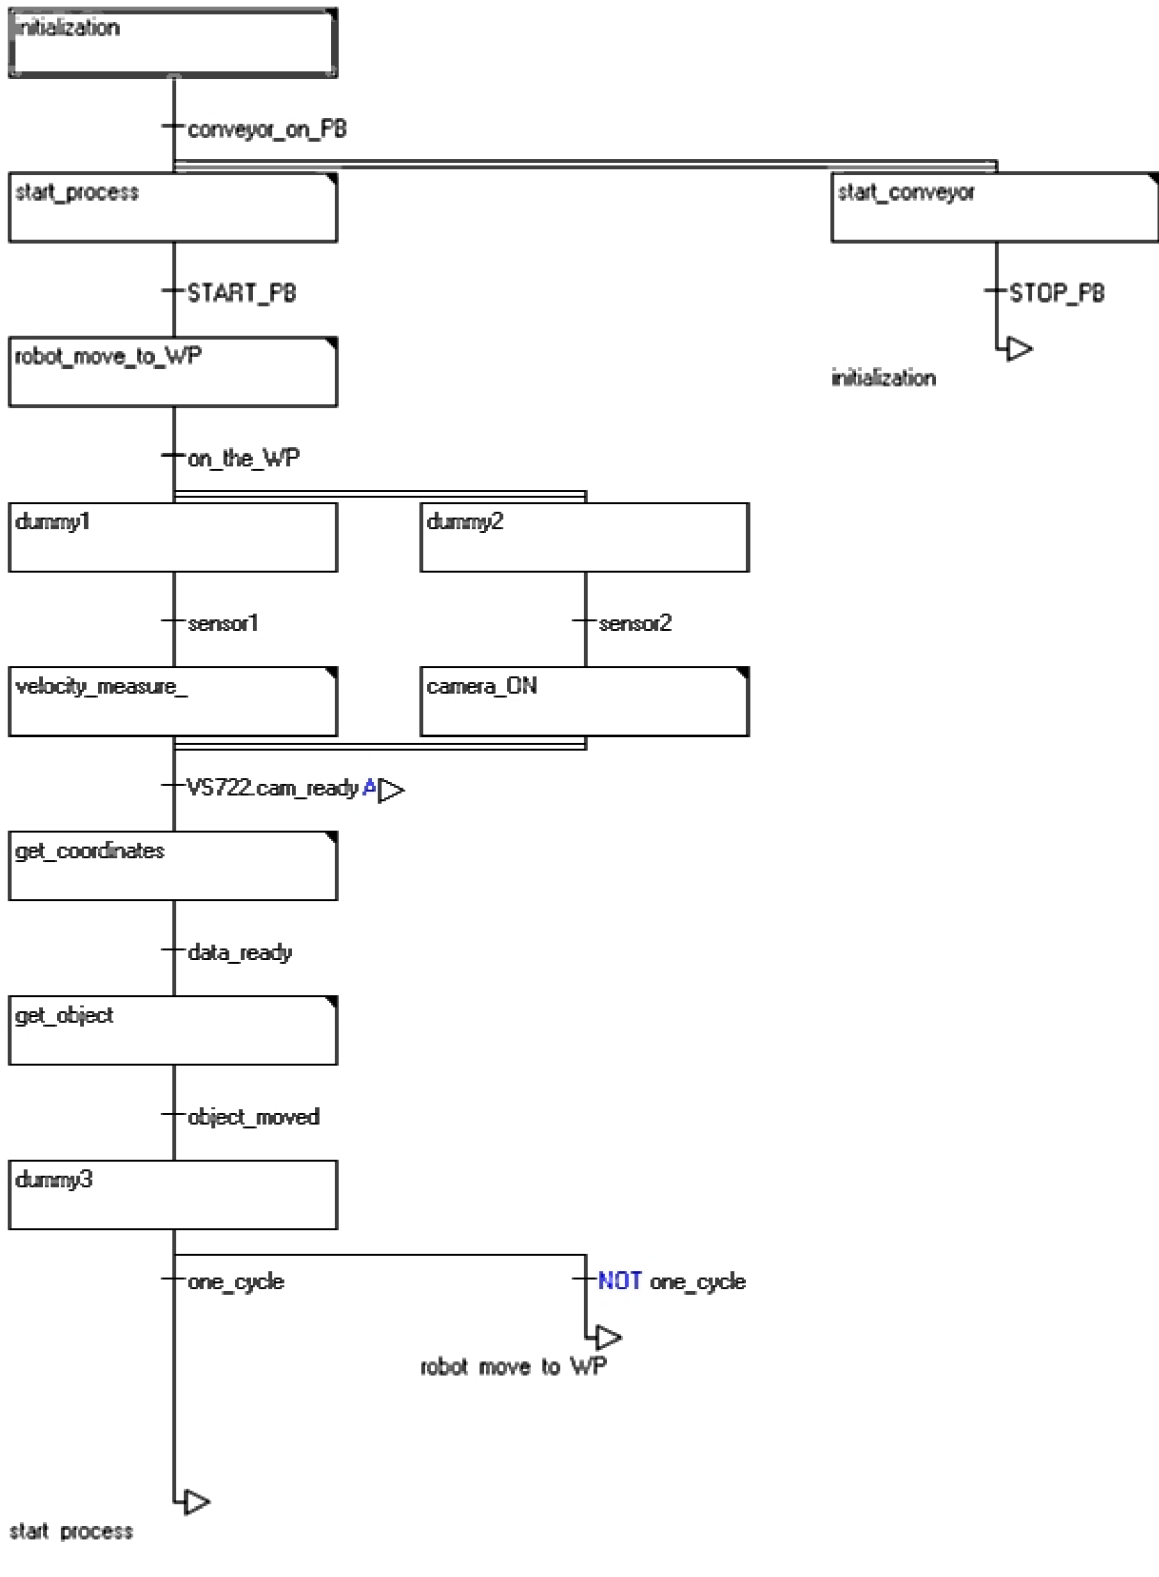 initialization
conveyor_on_PB
start_process
start_conveyor
START_PB
STOP_PB
robot_move_to_WP
initialization
on_the_WP
dummy1
dummy2
sensor1
sensor2
velocity_measure_
camera_ON
VS722.cam_ready A
get_coordinates
data_ready
get_object
object_moved
dummy3
one_cycle
NOT one_cycle
robot move to WP
start process